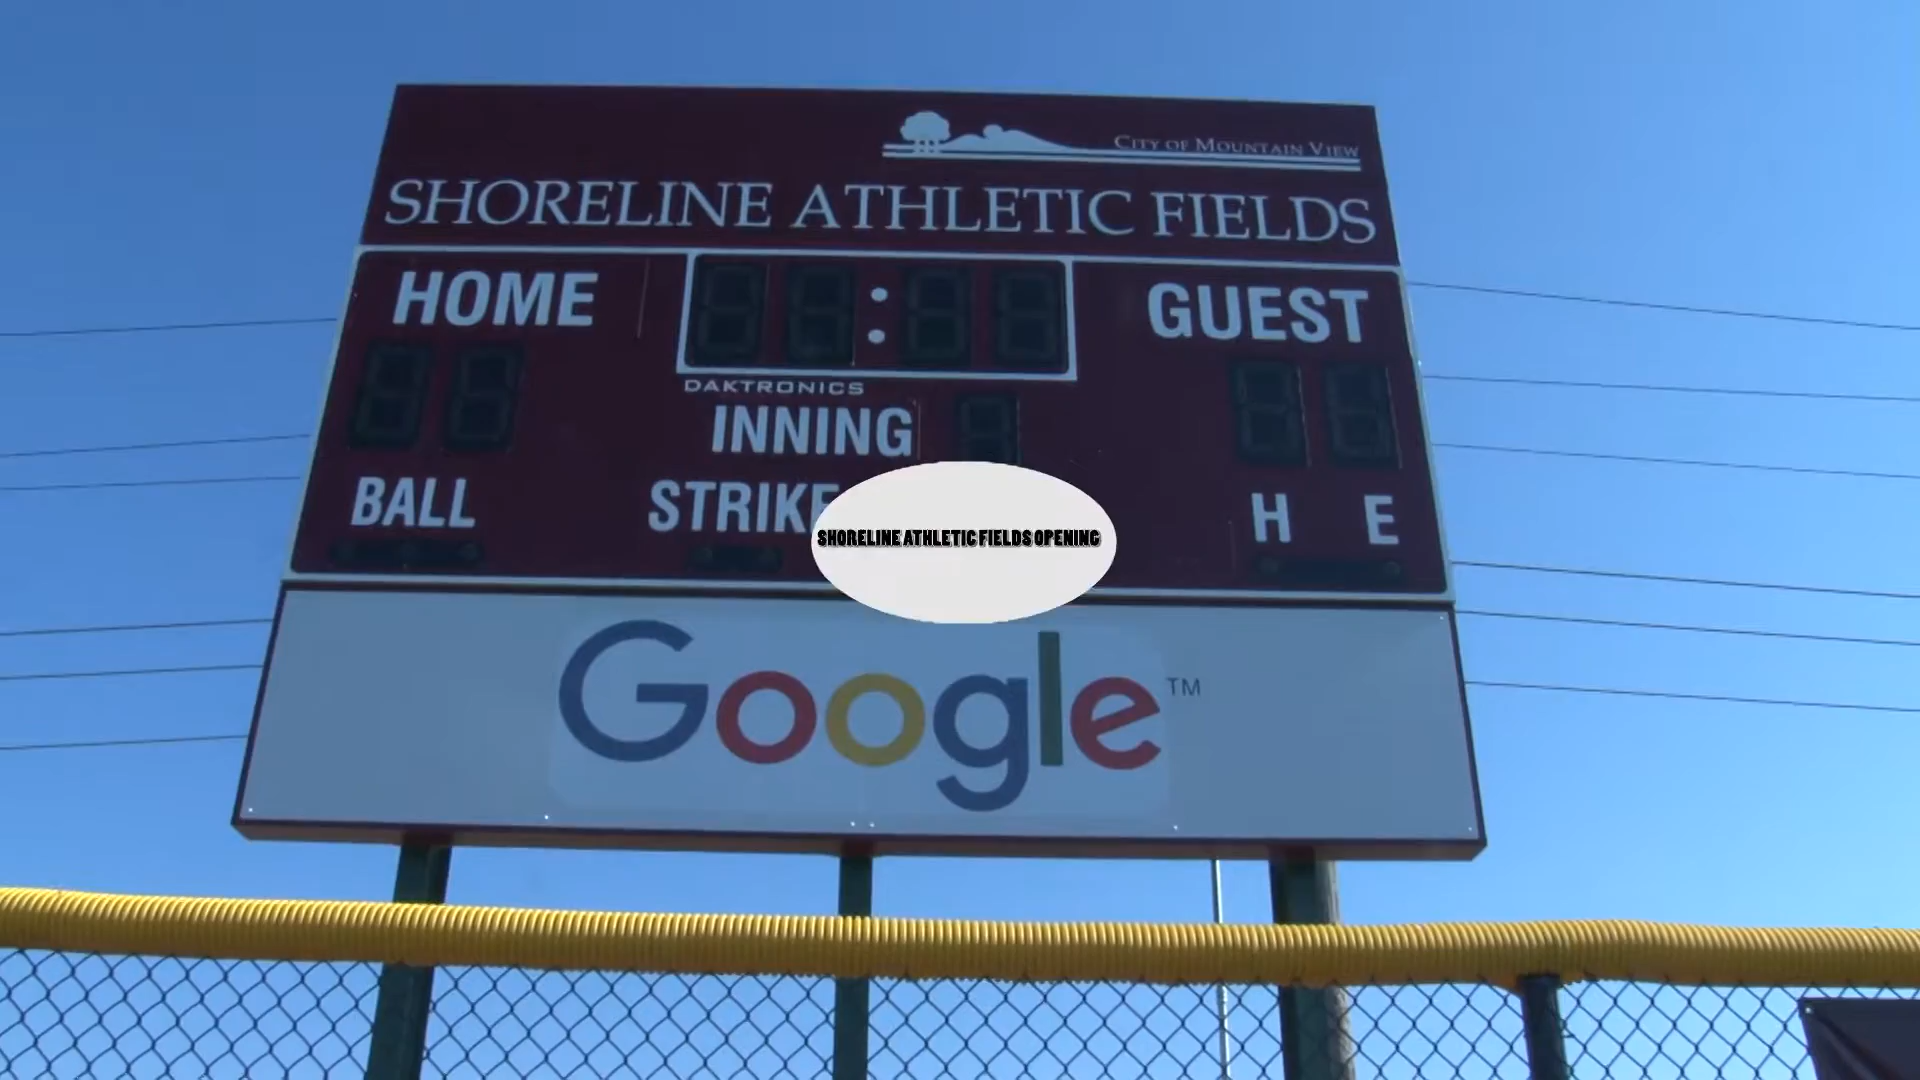 CITY OF MOUNTAIN VIEW
SHORELINE ATHLETIC FIELDS
HOME
GUEST
DAKTRONICS
INNING
BALL
STRIKE
H E
SHORELINE ATHLETIC FIELDS OPENING
Google™